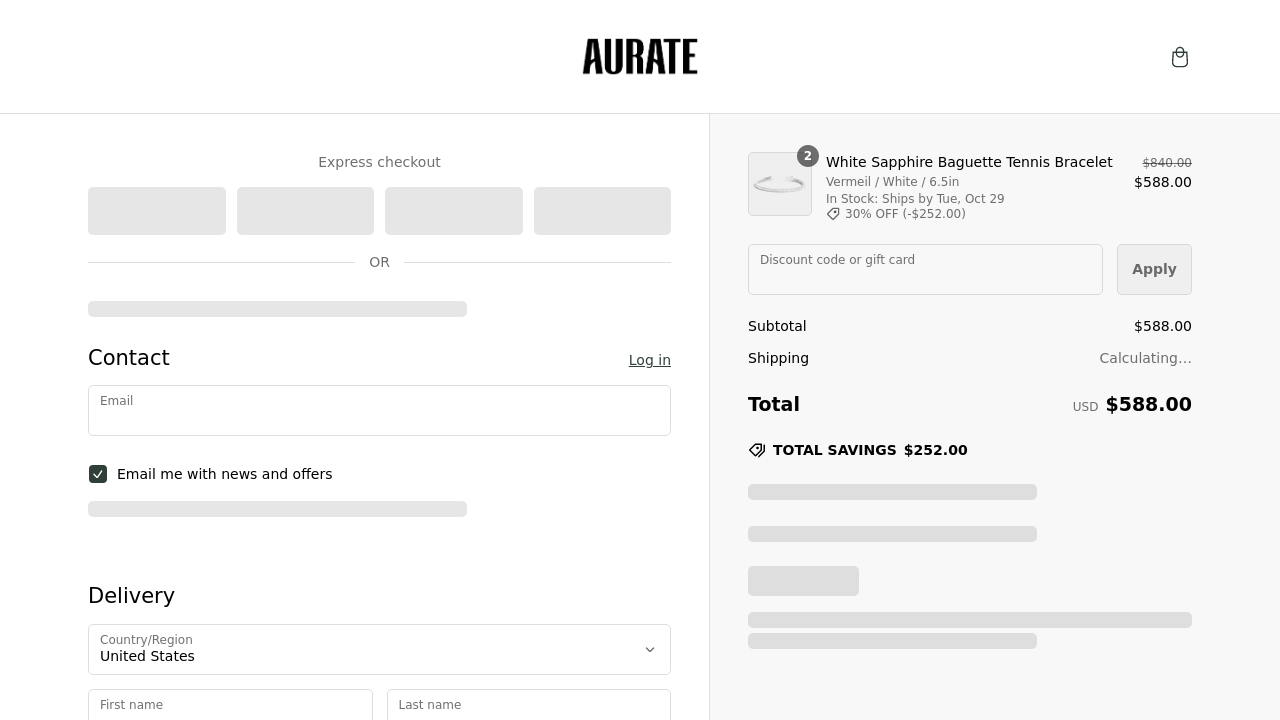 AURATE
Express checkout
OR
Contact
Log in
Email
Email me with news and offers
Delivery
Country/Region
United States
First name
Last name
2
White Sapphire Baguette Tennis Bracelet
$840.00
Vermeil / White / 6.5in
$588.00
In Stock: Ships by Tue, Oct 29
30% OFF (-$252.00)
Discount code or gift card
Apply
Subtotal
$588.00
Shipping
Calculating...
Total
USD $588.00
TOTAL SAVINGS $252.00